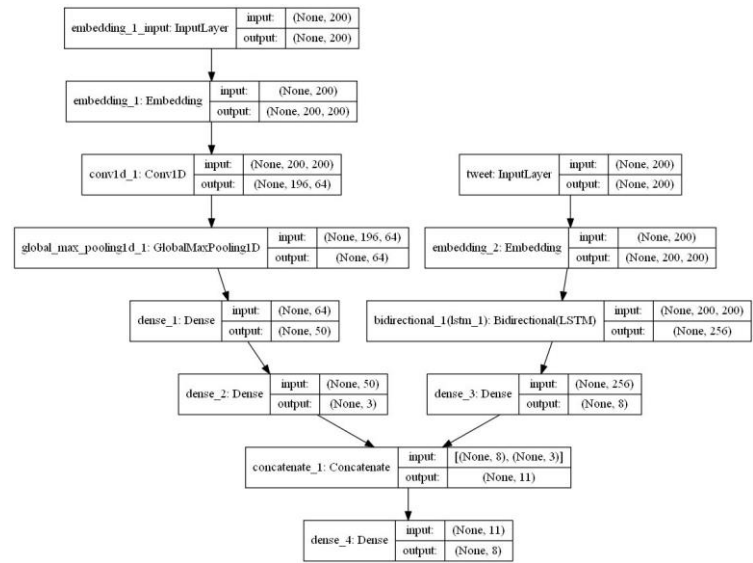 embedding_1_input: InputLayer input: (None, 200)
output: (None, 200)
embedding_1: Embedding input: (None, 200)
output: (None, 200, 200)
conv1d_1: Conv1D input: (None, 200, 200)
output: (None, 196, 64)
global_max_pooling1d_1: GlobalMaxPooling1D input: (None, 196, 64)
output: (None, 64)
dense_1: Dense input: (None, 64)
output: (None, 50)
dense_2: Dense input: (None, 50)
output: (None, 3)
tweet: InputLayer input: (None, 200)
output: (None, 200)
embedding_2: Embedding input: (None, 200)
output: (None, 200, 200)
bidirectional_1(lstm_1): Bidirectional(LSTM) input: (None, 200, 200)
output: (None, 256)
dense_3: Dense input: (None, 256)
output: (None, 8)
concatenate_1: Concatenate input: [(None, 8), (None, 3)]
output: (None, 11)
dense_4: Dense input: (None, 11)
output: (None, 8)